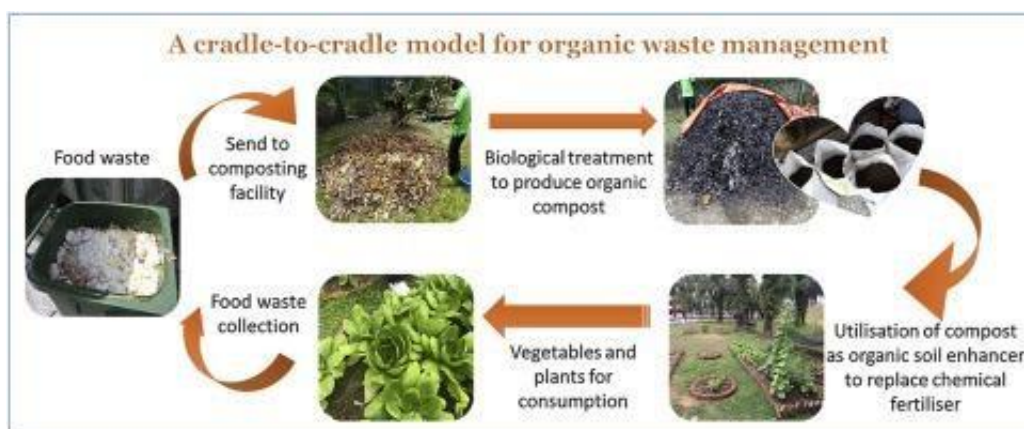 A cradle-to-cradle model for organic waste management
Food waste
Send to
composting
facility
Biological treatment
to produce organic
compost
Utilisation of compost
as organic soil enhancer
to replace chemical
fertiliser
Vegetables and
plants for
consumption
Food waste
collection